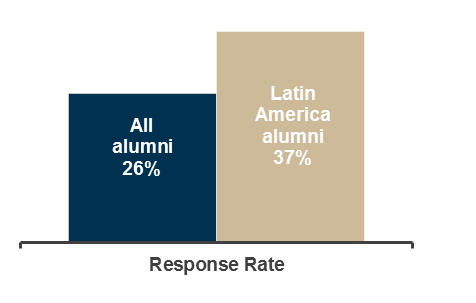 All
alumni
26%
Latin
America
alumni
37%
Response Rate